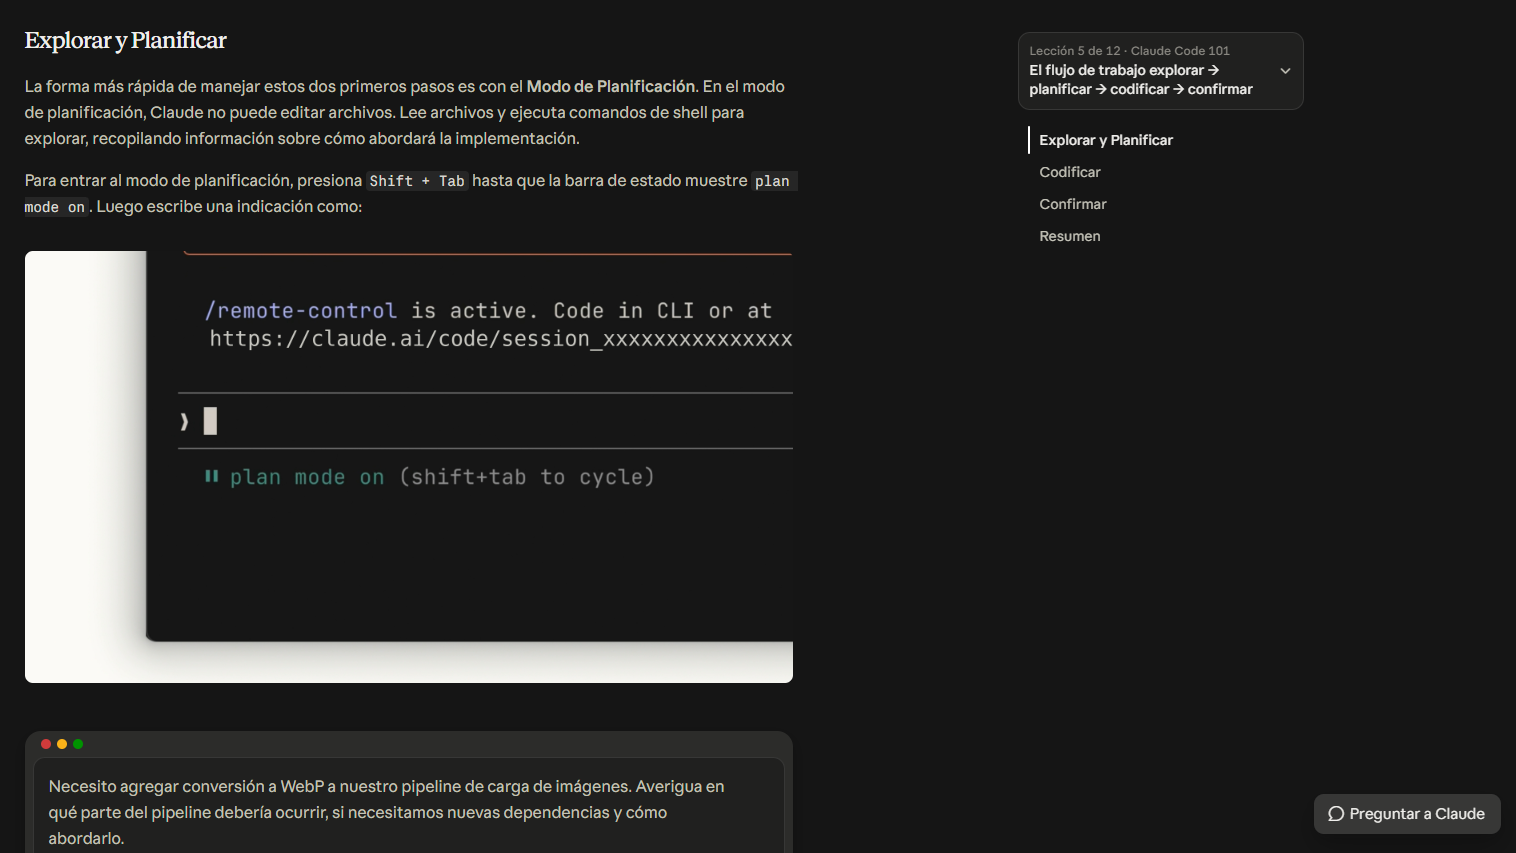 Explorar y Planificar
La forma más rápida de manejar estos dos primeros pasos es con el Modo de Planificación. En el modo
de planificación, Claude no puede editar archivos. Lee archivos y ejecuta comandos de shell para
explorar, recopilando información sobre cómo abordará la implementación.
Para entrar al modo de planificación, presiona Shift + Tab hasta que la barra de estado muestre plan
mode on. Luego escribe una indicación como:
/remote-control is active. Code in CLI or at
https://claude.ai/code/session_xxxxxxxxxxxxxxx
❯
⏸ plan mode on (shift+tab to cycle)
Necesito agregar conversión a WebP a nuestro pipeline de carga de imágenes. Averigua en
qué parte del pipeline debería ocurrir, si necesitamos nuevas dependencias y cómo
abordarlo.
Lección 5 de 12 · Claude Code 101
El flujo de trabajo explorar →
planificar → codificar → confirmar
Explorar y Planificar
Codificar
Confirmar
Resumen
Preguntar a Claude